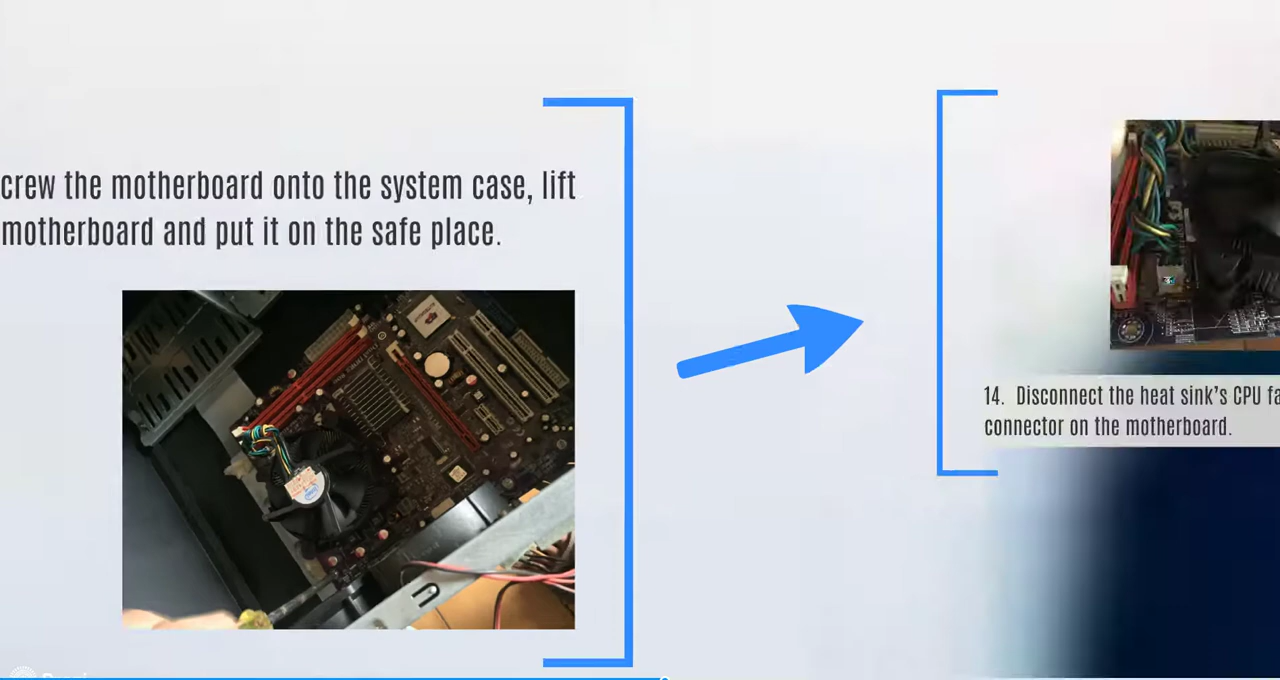 crew the motherboard onto the system case, lift
motherboard and put it on the safe place.
14. Disconnect the heat sink's CPU fa
connector on the motherboard.